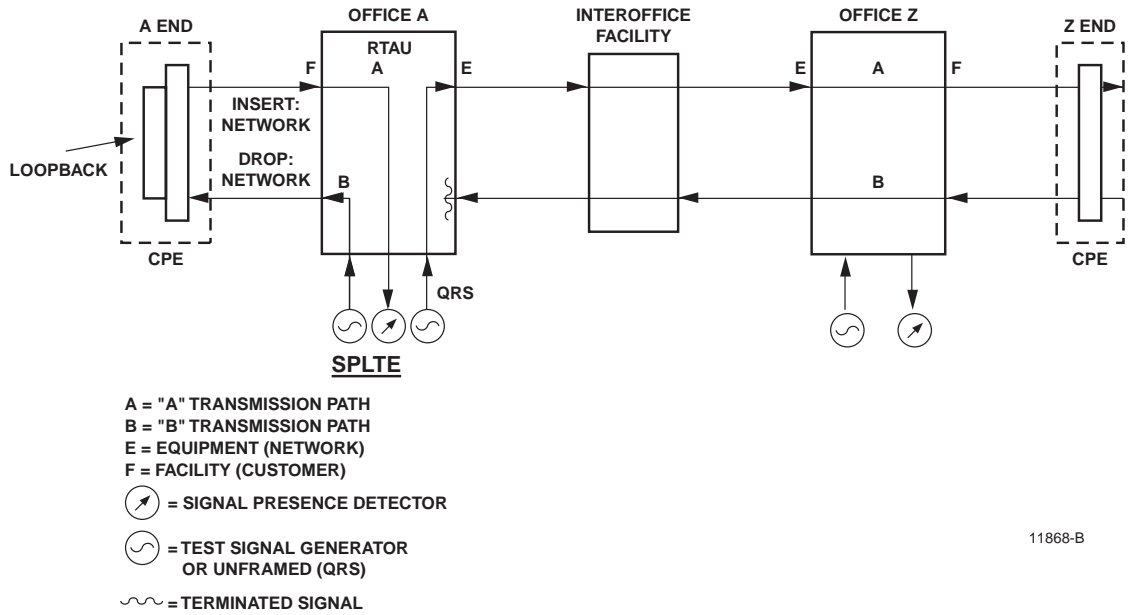 OFFICE A
INTEROFFICE
FACILITY
OFFICE Z
A END
Z END
RTAU
F
A
E
E
A
F
INSERT:
NETWORK
DROP:
NETWORK
LOOPBACK
B
B
CPE
CPE
QRS
SPLTE
A = "A" TRANSMISSION PATH
B = "B" TRANSMISSION PATH
E = EQUIPMENT (NETWORK)
F = FACILITY (CUSTOMER)
= SIGNAL PRESENCE DETECTOR
= TEST SIGNAL GENERATOR
OR UNFRAMED (QRS)
= TERMINATED SIGNAL
11868-B